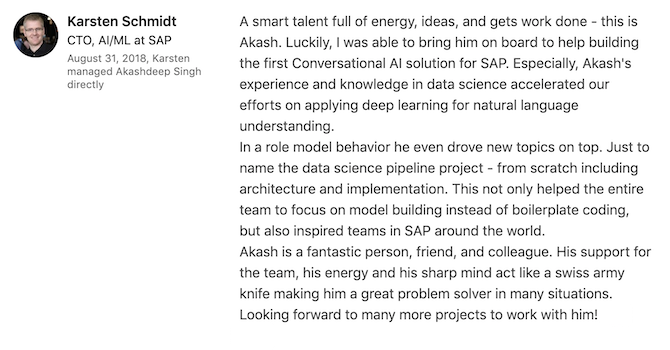 Karsten Schmidt
CTO, AI/ML at SAP
August 31, 2018, Karsten
managed Akashdeep Singh
directly
A smart talent full of energy, ideas, and gets work done - this is
Akash. Luckily, I was able to bring him on board to help building
the first Conversational AI solution for SAP. Especially, Akash's
experience and knowledge in data science accelerated our
efforts on applying deep learning for natural language
understanding.
In a role model behavior he even drove new topics on top. Just to
name the data science pipeline project - from scratch including
architecture and implementation. This not only helped the entire
team to focus on model building instead of boilerplate coding,
but also inspired teams in SAP around the world.
Akash is a fantastic person, friend, and colleague. His support for
the team, his energy and his sharp mind act like a swiss army
knife making him a great problem solver in many situations.
Looking forward to many more projects to work with him!